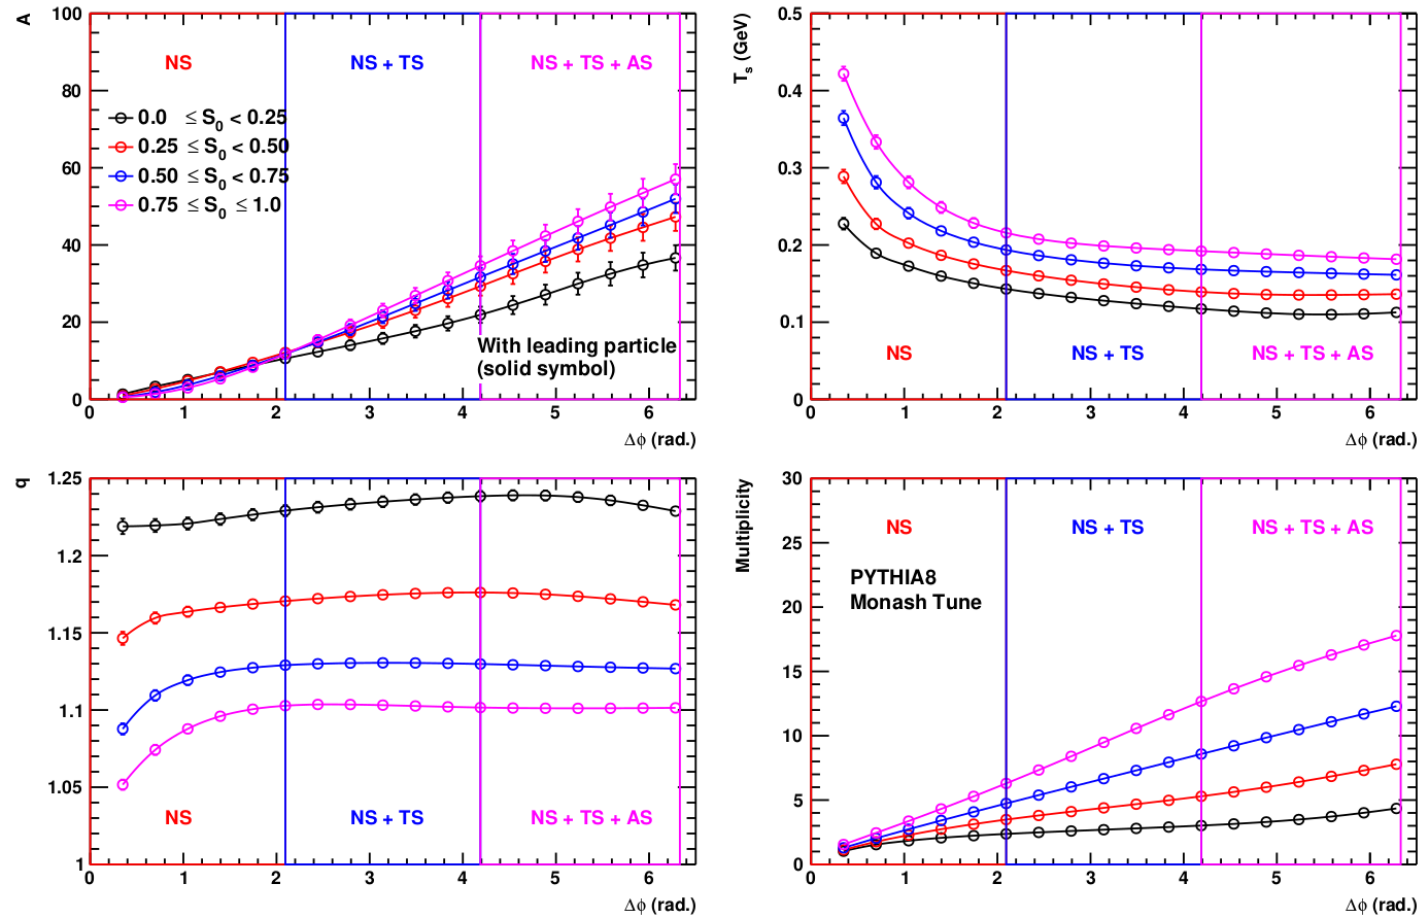 A
100
80
60
40
20
0
NS
NS + TS
NS + TS + AS
0.0 ≤ S0 < 0.25
0.25 ≤ S0 < 0.50
0.50 ≤ S0 < 0.75
0.75 ≤ S0 ≤ 1.0
With leading particle
(solid symbol)
0 1 2 3 4 5 6
Δϕ (rad.)
Ts (GeV)
0.5
0.4
0.3
0.2
0.1
0
NS
NS + TS
NS + TS + AS
0 1 2 3 4 5 6
Δϕ (rad.)
q
1.25
1.2
1.15
1.1
1.05
1
NS
NS + TS
NS + TS + AS
0 1 2 3 4 5 6
Δϕ (rad.)
Multiplicity
30
25
20
15
10
5
0
NS
NS + TS
NS + TS + AS
PYTHIA8
Monash Tune
0 1 2 3 4 5 6
Δϕ (rad.)